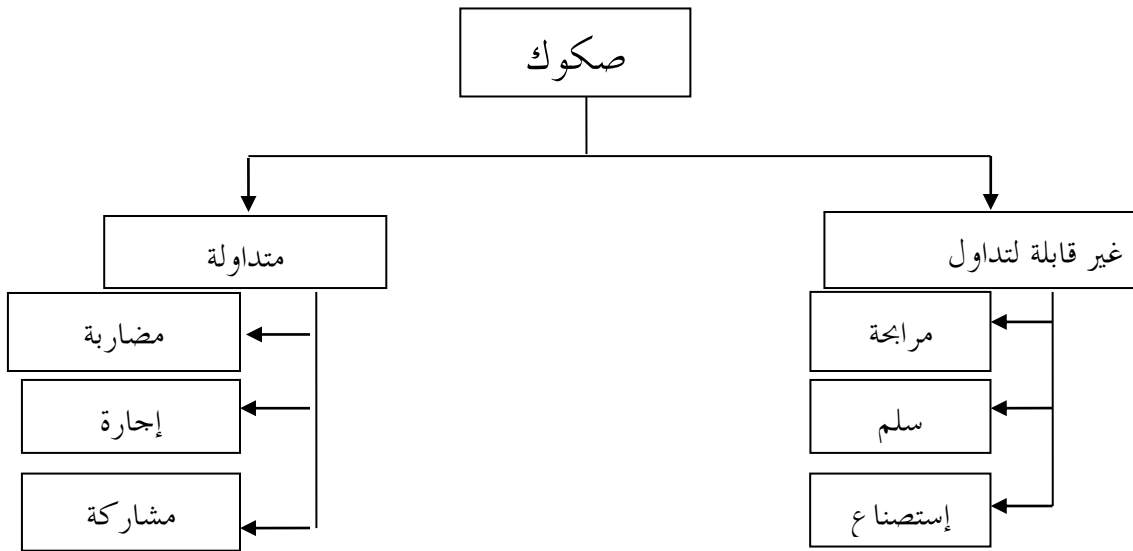 صكوك
غير قابلة لتداول
متداولة
مرابحة
مضاربة
سلم
إجارة
إستصناع
مشاركة